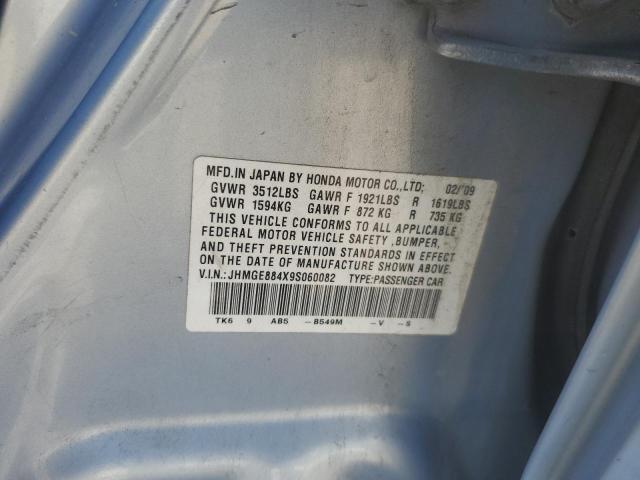 MFD.IN JAPAN BY HONDA MOTOR CO.,LTD; 02/'09
GVWR 3512LBS GAWR F 1921LBS R 1619LBS
GVWR 1594KG GAWR F 872 KG R 735 KG
THIS VEHICLE CONFORMS TO ALL APPLICABLE
FEDERAL MOTOR VEHICLE SAFETY ,BUMPER,
AND THEFT PREVENTION STANDARDS IN EFFECT
ON THE DATE OF MANUFACTURE SHOWN ABOVE.
V.I.N.: JHMGE884X9S060082 TYPE:PASSENGER CAR
TK6 9 AB5 -B549M -V -S